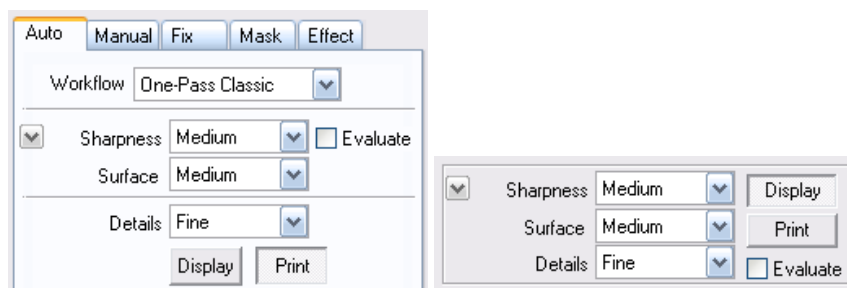 Auto Manual Fix Mask Effect
Workflow One-Pass Classic
Sharpness Medium Evaluate
Surface Medium
Details Fine
Display Print
Sharpness Medium Display
Surface Medium Print
Details Fine Evaluate